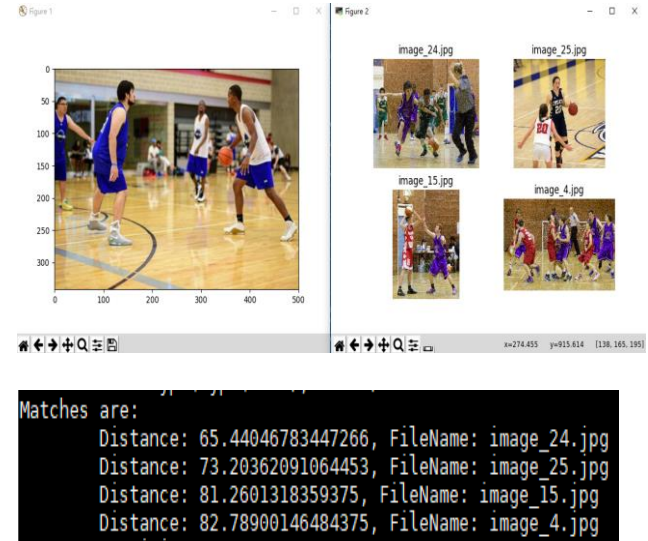 Figure 1
0
50
100
150
200
250
300
0 100 200 300 400 500
Figure 2
image_24.jpg image_25.jpg
image_15.jpg image_4.jpg
x=274.455 y=915.614 [138, 165, 195]
Matches are:
Distance: 65.44046783447266, FileName: image_24.jpg
Distance: 73.20362091064453, FileName: image_25.jpg
Distance: 81.2601318359375, FileName: image_15.jpg
Distance: 82.78900146484375, FileName: image_4.jpg